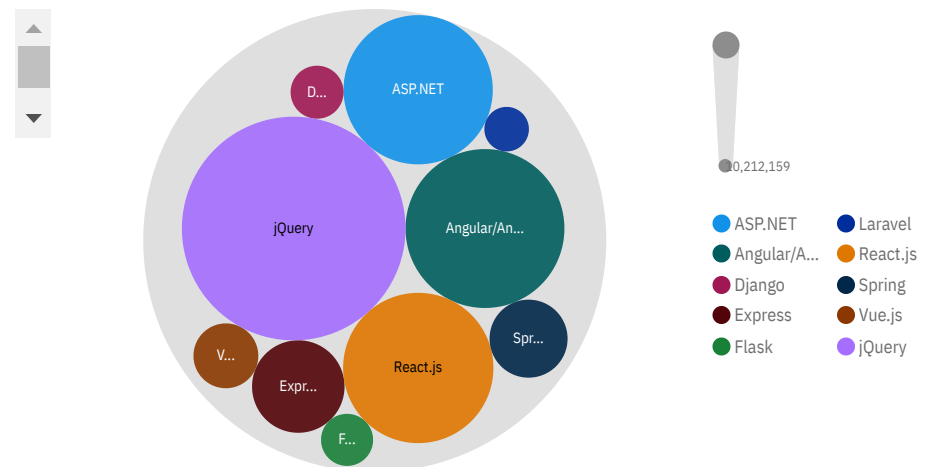 ASP.NET
D...
jQuery
Angular/An...
Spr...
V...
React.js
Expr...
F...
20,212,159
ASP.NET
Laravel
Angular/A...
React.js
Django
Spring
Express
Vue.js
Flask
jQuery